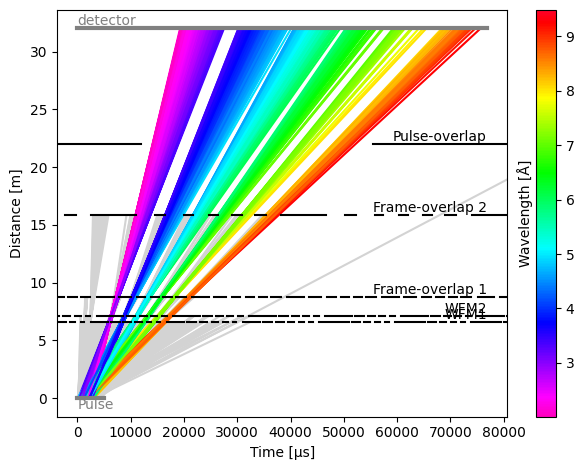 detector
Pulse-overlap
Frame-overlap 2
Frame-overlap 1
WFM2
WFM1
Pulse
30
25
20
15
10
5
0
Distance [m]
0 10000 20000 30000 40000 50000 60000 70000 80000
Time [µs]
9
8
7
6
5
4
3
Wavelength [Å]